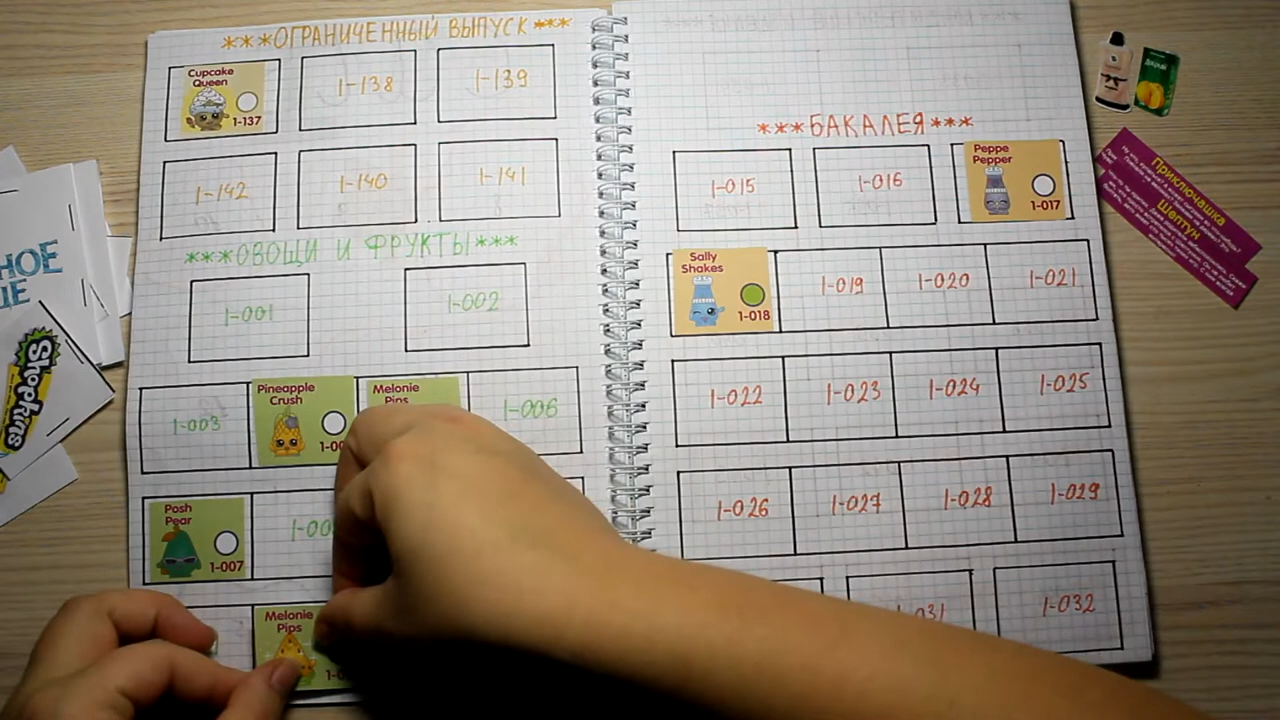 ***ОГРАНИЧЕННЫЙ ВЫПУСК***
Cupcake
Queen
1-137
1-138
1-139
1-142
1-140
1-141
***ОВОЩИ И ФРУКТЫ***
1-001
1-002
1-003
Pineapple
Crush
Melonie
Pips
1-006
Posh
Pear
1-007
Melonie
Pips
НОЕ
Shopkins
***БАКАЛЕЯ***
1-015
1-016
Peppe
Pepper
1-017
Sally
Shakes
1-018
1-019
1-020
1-021
1-022
1-023
1-024
1-025
1-026
1-027
1-028
1-029
1-032
Приключашка
Шептун